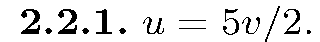 2.2.1. u = 5v/2.